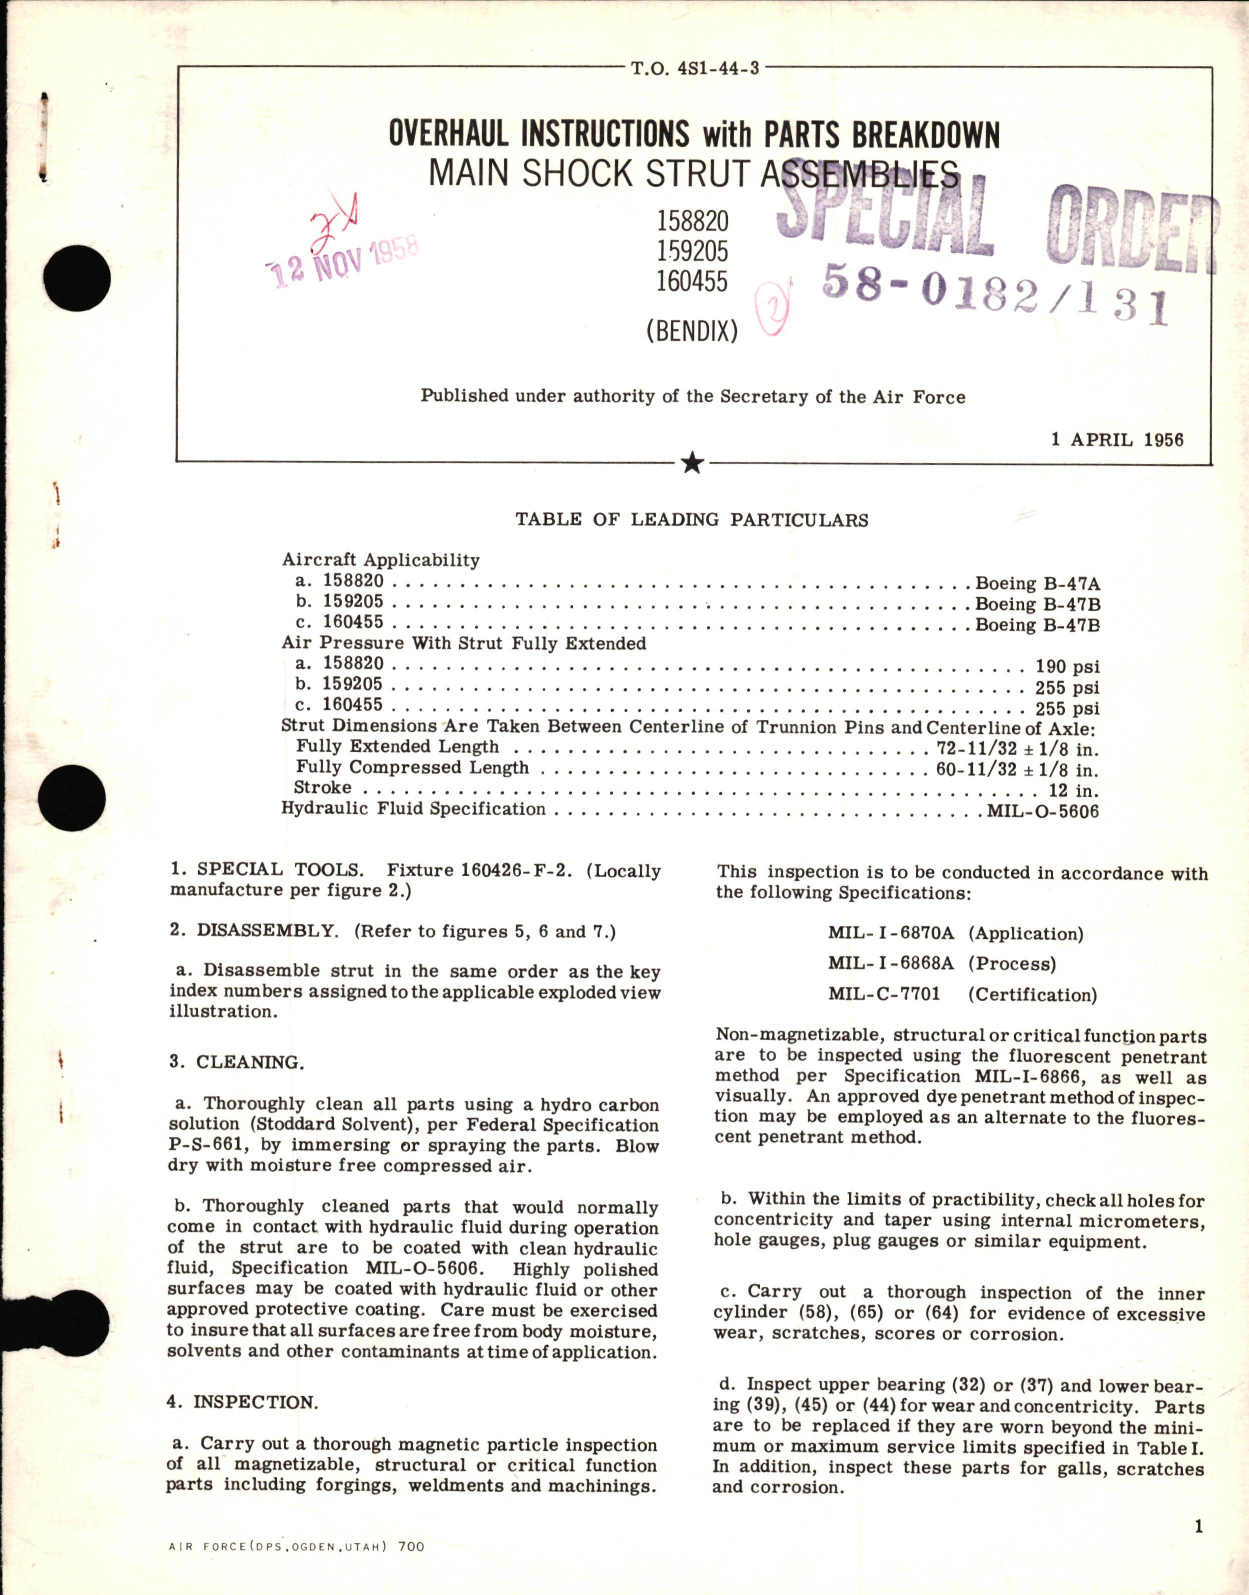 T.O. 4S1-44-3
OVERHAUL INSTRUCTIONS with PARTS BREAKDOWN
MAIN SHOCK STRUT ASSEMBLIES
158820
159205
160455
(BENDIX)
SPECIAL ORDER
58-0182/131
12 NOV 1958
2
Published under authority of the Secretary of the Air Force
1 APRIL 1956
TABLE OF LEADING PARTICULARS
Aircraft Applicability
a. 158820 . . . . . . . . . . Boeing B-47A
b. 159205 . . . . . . . . . . Boeing B-47B
c. 160455 . . . . . . . . . . Boeing B-47B
Air Pressure With Strut Fully Extended
a. 158820 . . . . . . . . . . 190 psi
b. 159205 . . . . . . . . . . 255 psi
c. 160455 . . . . . . . . . . 255 psi
Strut Dimensions Are Taken Between Centerline of Trunnion Pins and Centerline of Axle:
Fully Extended Length . . . . . . . . . . 72-11/32 ± 1/8 in.
Fully Compressed Length . . . . . . . . . . 60-11/32 ± 1/8 in.
Stroke . . . . . . . . . . 12 in.
Hydraulic Fluid Specification . . . . . . . . . . MIL-O-5606
1. SPECIAL TOOLS. Fixture 160426-F-2. (Locally
manufacture per figure 2.)
2. DISASSEMBLY. (Refer to figures 5, 6 and 7.)
a. Disassemble strut in the same order as the key
index numbers assigned to the applicable exploded view
illustration.
3. CLEANING.
a. Thoroughly clean all parts using a hydro carbon
solution (Stoddard Solvent), per Federal Specification
P-S-661, by immersing or spraying the parts. Blow
dry with moisture free compressed air.
b. Thoroughly cleaned parts that would normally
come in contact with hydraulic fluid during operation
of the strut are to be coated with clean hydraulic
fluid, Specification MIL-O-5606. Highly polished
surfaces may be coated with hydraulic fluid or other
approved protective coating. Care must be exercised
to insure that all surfaces are free from body moisture,
solvents and other contaminants at time of application.
4. INSPECTION.
a. Carry out a thorough magnetic particle inspection
of all magnetizable, structural or critical function
parts including forgings, weldments and machinings.
This inspection is to be conducted in accordance with
the following Specifications:
MIL-I-6870A (Application)
MIL-I-6868A (Process)
MIL-C-7701 (Certification)
Non-magnetizable, structural or critical function parts
are to be inspected using the fluorescent penetrant
method per Specification MIL-I-6866, as well as
visually. An approved dye penetrant method of inspec-
tion may be employed as an alternate to the fluores-
cent penetrant method.
b. Within the limits of practibility, check all holes for
concentricity and taper using internal micrometers,
hole gauges, plug gauges or similar equipment.
c. Carry out a thorough inspection of the inner
cylinder (58), (65) or (64) for evidence of excessive
wear, scratches, scores or corrosion.
d. Inspect upper bearing (32) or (37) and lower bear-
ing (39), (45) or (44) for wear and concentricity. Parts
are to be replaced if they are worn beyond the mini-
mum or maximum service limits specified in Table I.
In addition, inspect these parts for galls, scratches
and corrosion.
1
AIR FORCE(DPS,OGDEN,UTAH) 700